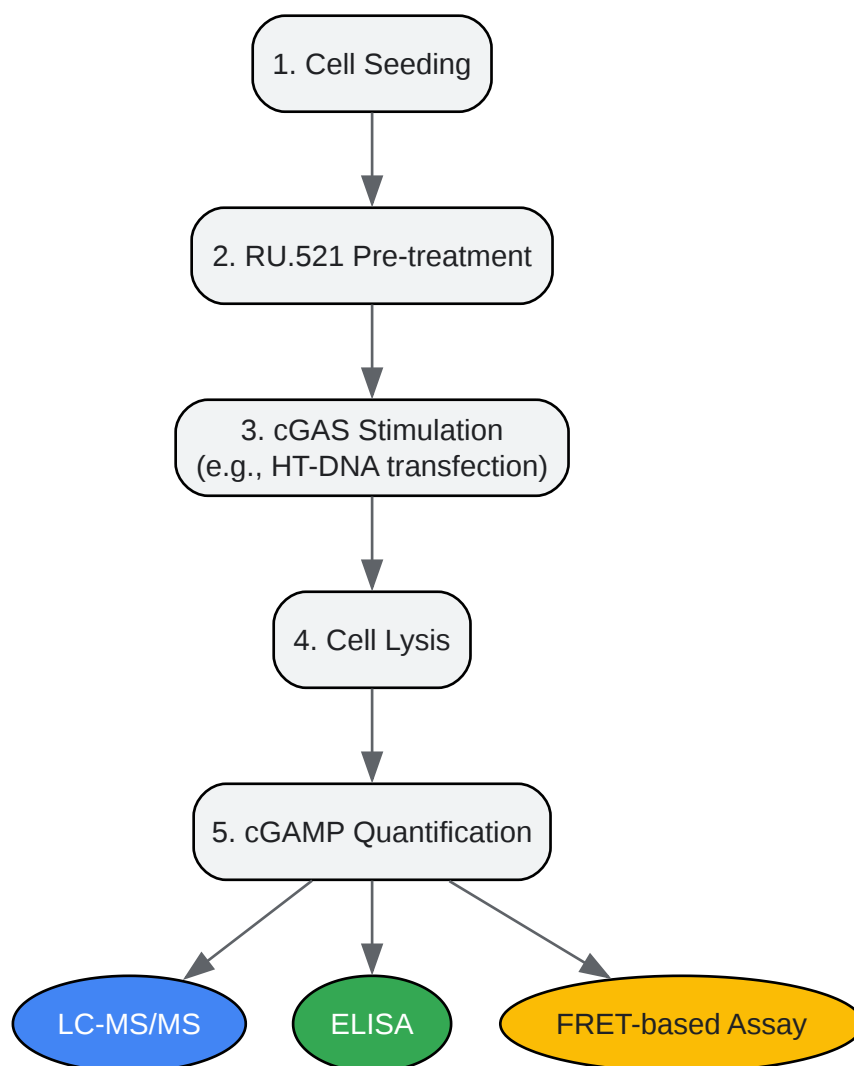 1. Cell Seeding
2. RU.521 Pre-treatment
3. cGAS Stimulation
(e.g., HT-DNA transfection)
4. Cell Lysis
5. cGAMP Quantification
LC-MS/MS
ELISA
FRET-based Assay